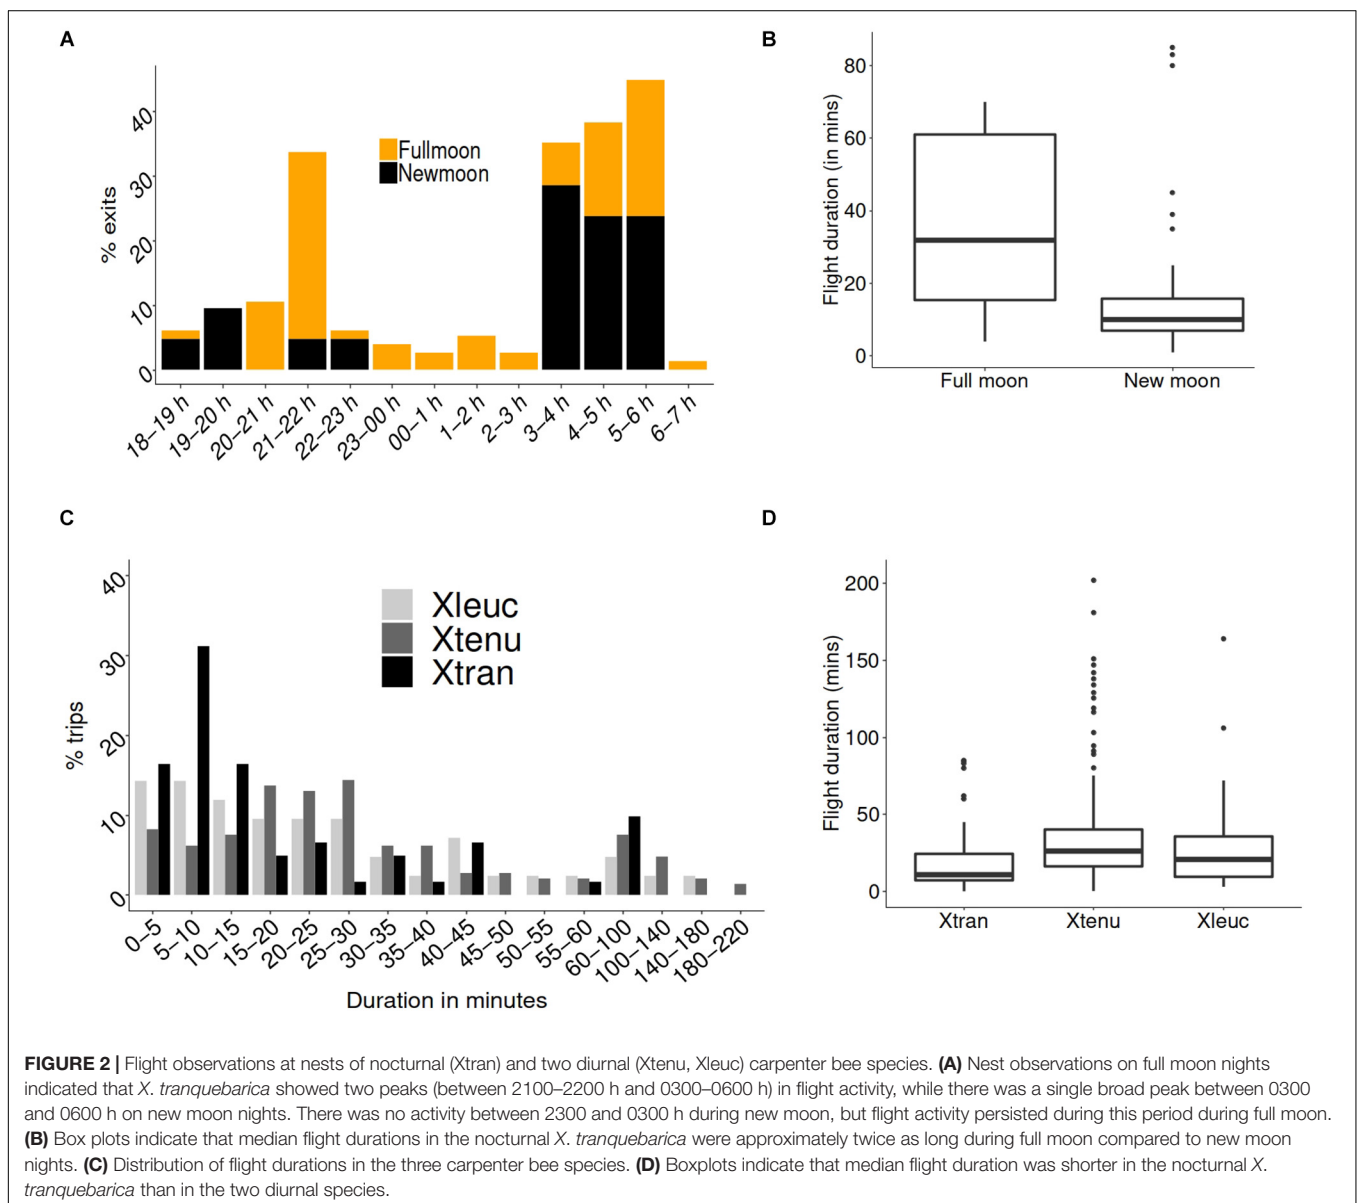 A
40
30
20
10
0
% exits
Fullmoon
Newmoon
18–19 h
19–20 h
20–21 h
21–22 h
22–23 h
23–00 h
00–1 h
1–2 h
2–3 h
3–4 h
4–5 h
5–6 h
6–7 h
B
80
60
40
20
0
Flight duration (in mins)
Full moon
New moon
C
40
30
20
10
0
% trips
Xleuc
Xtenu
Xtran
0–5
5–10
10–15
15–20
20–25
25–30
30–35
35–40
40–45
45–50
50–55
55–60
60–100
100–140
140–180
180–220
Duration in minutes
D
200
150
100
50
0
Flight duration (mins)
Xtran
Xtenu
Xleuc
FIGURE 2 | Flight observations at nests of nocturnal (Xtran) and two diurnal (Xtenu, Xleuc) carpenter bee species. (A) Nest observations on full moon nights
indicated that X. tranquebarica showed two peaks (between 2100–2200 h and 0300–0600 h) in flight activity, while there was a single broad peak between 0300
and 0600 h on new moon nights. There was no activity between 2300 and 0300 h during new moon, but flight activity persisted during this period during full moon.
(B) Box plots indicate that median flight durations in the nocturnal X. tranquebarica were approximately twice as long during full moon compared to new moon
nights. (C) Distribution of flight durations in the three carpenter bee species. (D) Boxplots indicate that median flight duration was shorter in the nocturnal X.
tranquebarica than in the two diurnal species.